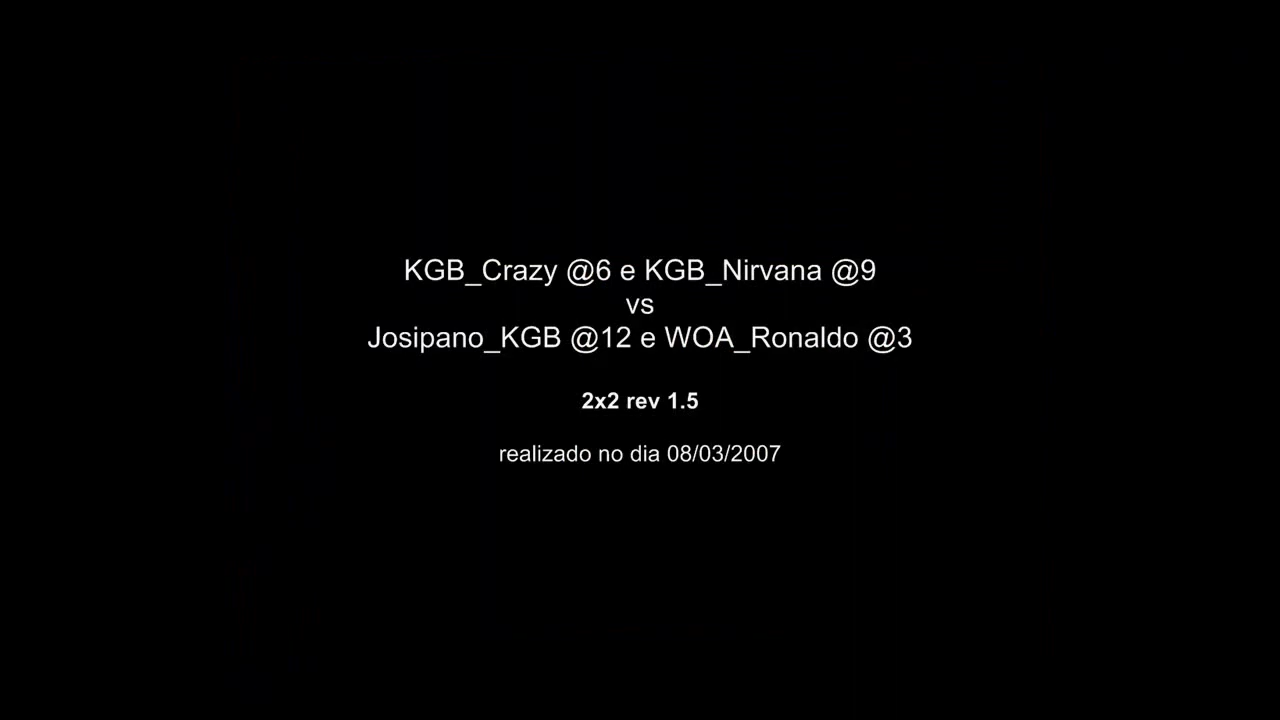 KGB_Crazy @6 e KGB_Nirvana @9
vs
Josipano_KGB @12 e WOA_Ronaldo @3
2x2 rev 1.5
realizado no dia 08/03/2007